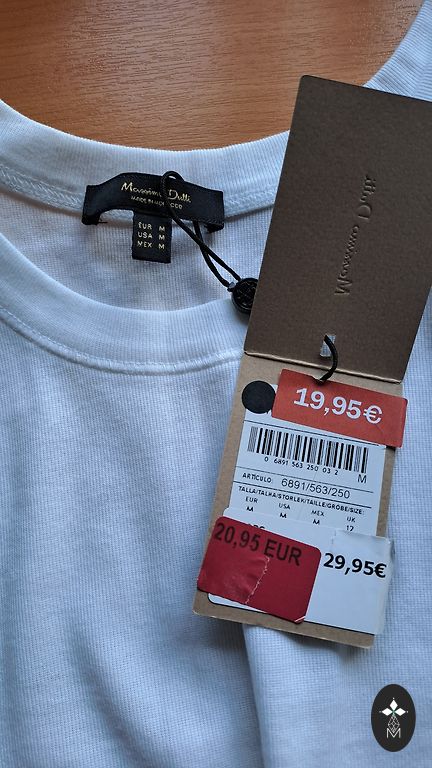 Massimo Dutti
MADE IN MOROCCO
EUR M
USA M
MEX M
Massimo Dutti
19,95€
0 6891 563 250 03 2
M
ARTICULO: 6891/563/250
TALLA/TALHA/STORLEK/TAILLE/GRÖBE/SIZE:
EUR USA MEX UK
M M M 12
20,95 EUR
29,95€
M